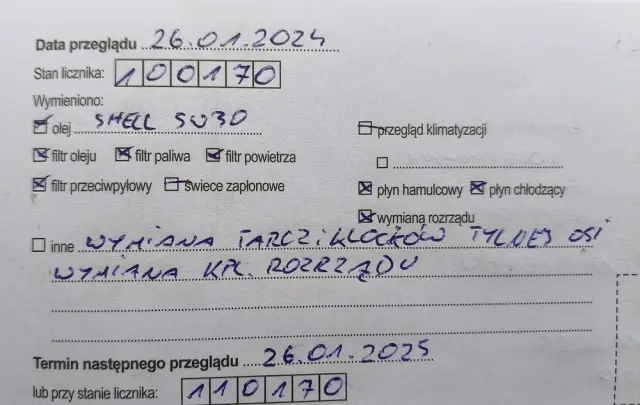 Data przeglądu 26.01.2024
Stan licznika: 100170
Wymieniono:
olej SHELL 5W30
przegląd klimatyzacji
filtr oleju filtr paliwa filtr powietrza
filtr przeciwpyłowy świece zapłonowe
płyn hamulcowy płyn chłodzący
wymianą rozrządu
inne WYMIANA TARCZ i KLOCKÓW TYLNEJ OSI
WYMIANA KPL. ROZRZĄDU
Termin następnego przeglądu 26.01.2025
lub przy stanie licznika: 110170